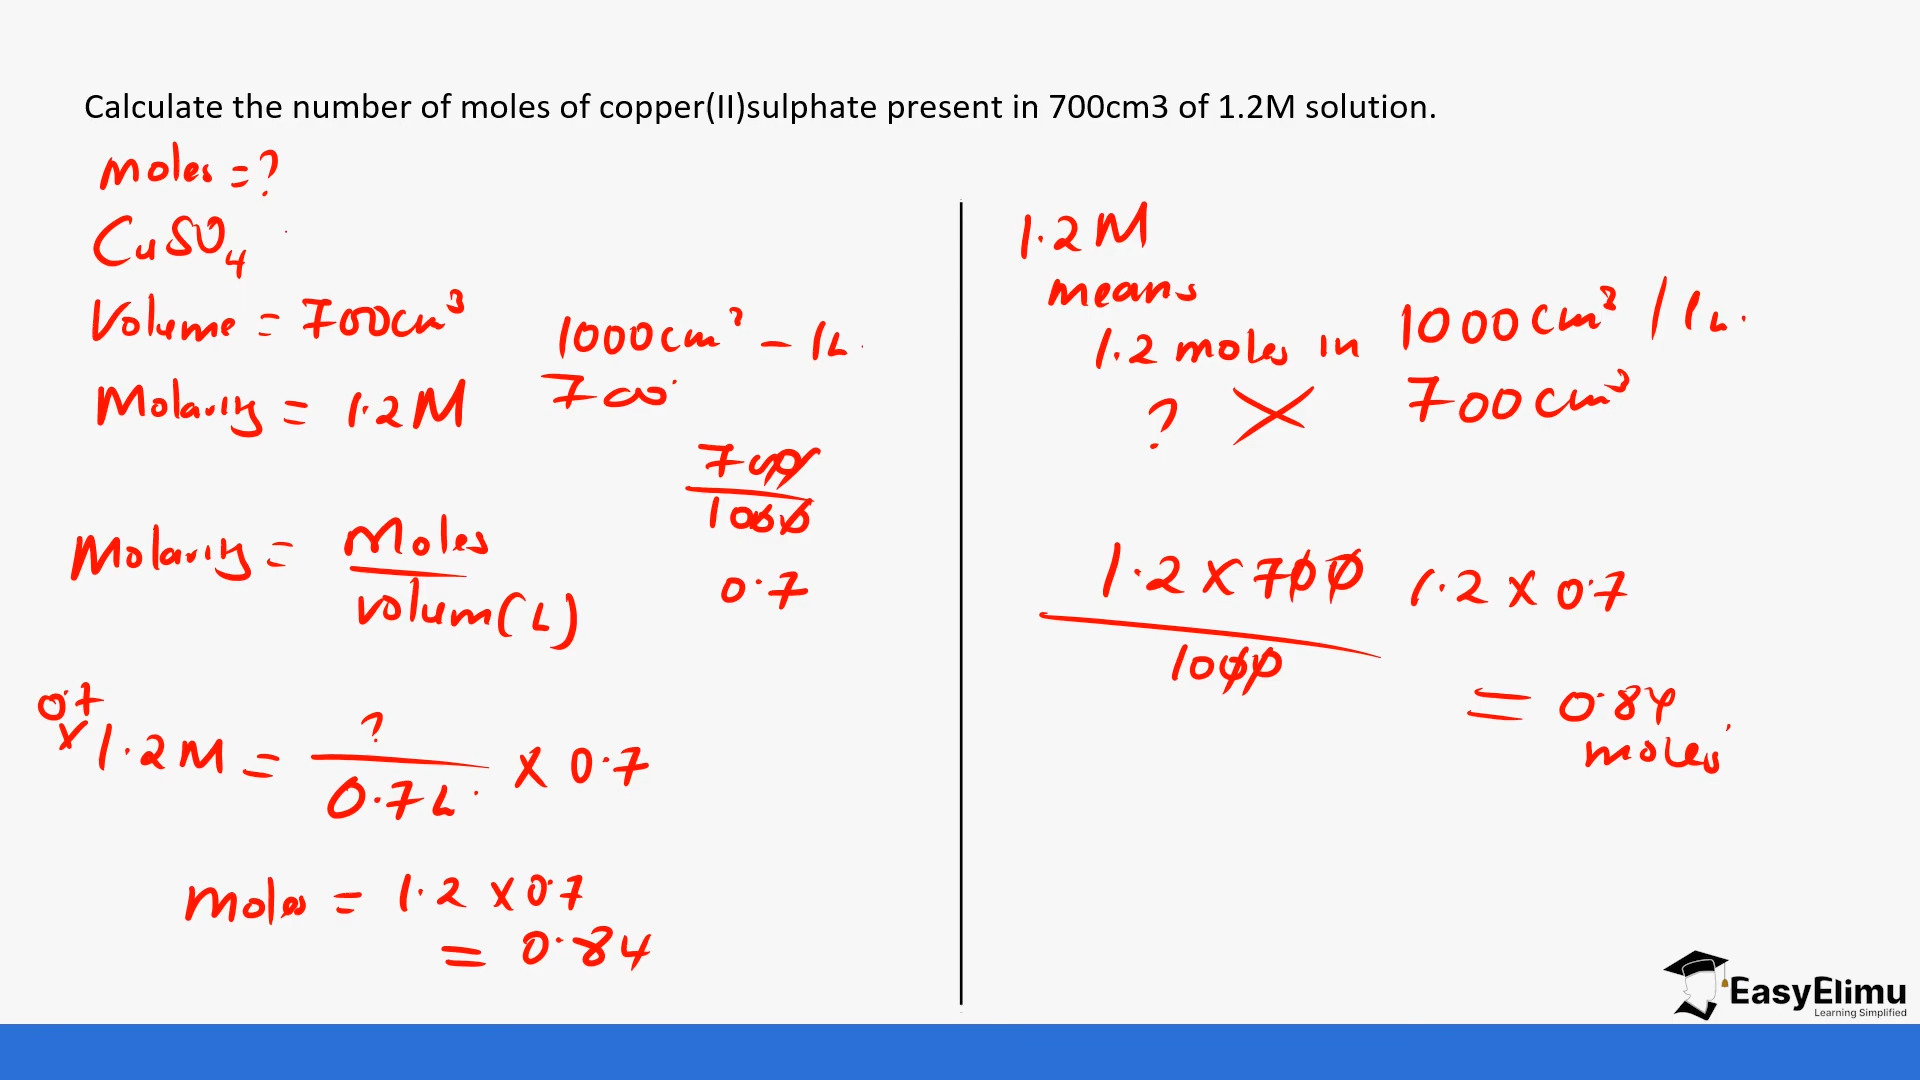 Calculate the number of moles of copper(II)sulphate present in 700cm3 of 1.2M solution.
moles = ?
CuSO₄
Volume = 700cm³
1000cm³ - 1L.
Molarity = 1.2M
700
700
1000
0.7
Molarity = Moles
volum(L)
0.7
x 1.2M = ?
0.7L. x 0.7
moles = 1.2 x 0.7
= 0.84
1.2M
means
1.2 moles in 1000cm³ / 1L.
? X 700cm³
1.2 x 700
1000
1.2 x 0.7
= 0.84
moles
EasyElimu
Learning Simplified